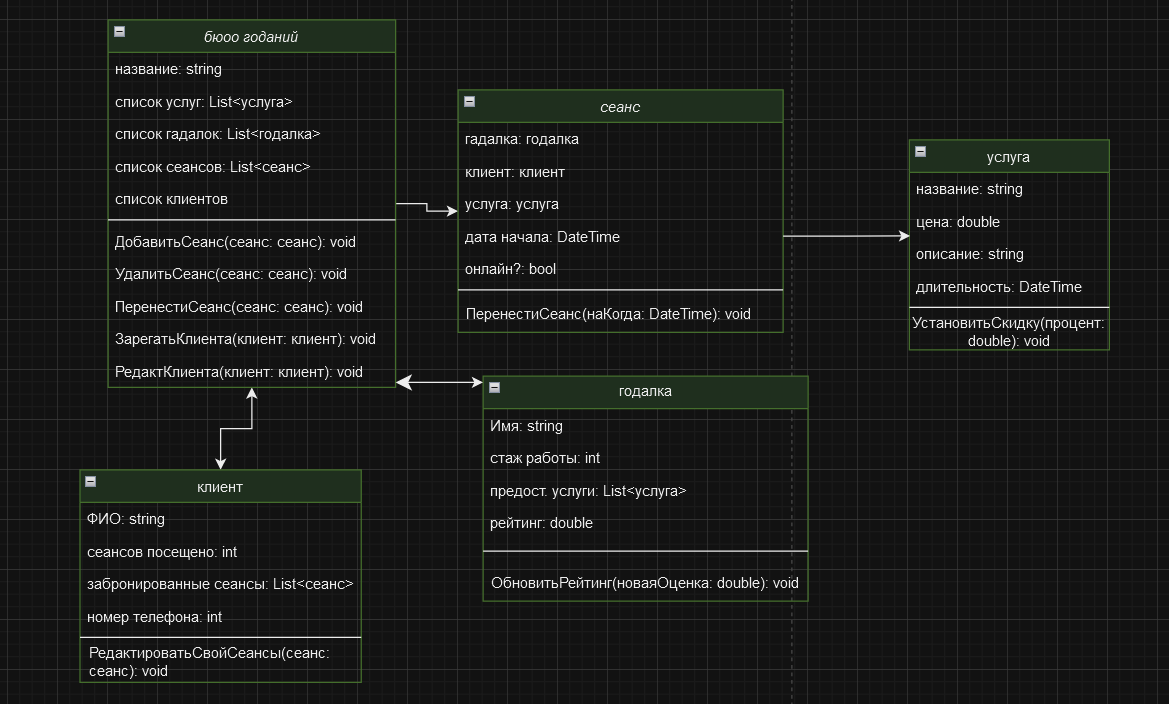 бюоо годаний
название: string
список услуг: List<услуга>
список гадалок: List<годалка>
список сеансов: List<сеанс>
список клиентов
ДобавитьСеанс(сеанс: сеанс): void
УдалитьСеанс(сеанс: сеанс): void
ПеренестиСеанс(сеанс: сеанс): void
ЗарегатьКлиента(клиент: клиент): void
РедактКлиента(клиент: клиент): void
сеанс
гадалка: годалка
клиент: клиент
услуга: услуга
дата начала: DateTime
онлайн?: bool
ПеренестиСеанс(наКогда: DateTime): void
услуга
название: string
цена: double
описание: string
длительность: DateTime
УстановитьСкидку(процент:
double): void
годалка
Имя: string
стаж работы: int
предост. услуги: List<услуга>
рейтинг: double
ОбновитьРейтинг(новаяОценка: double): void
клиент
ФИО: string
сеансов посещено: int
забронированные сеансы: List<сеанс>
номер телефона: int
РедактироватьСвойСеансы(сеанс:
сеанс): void